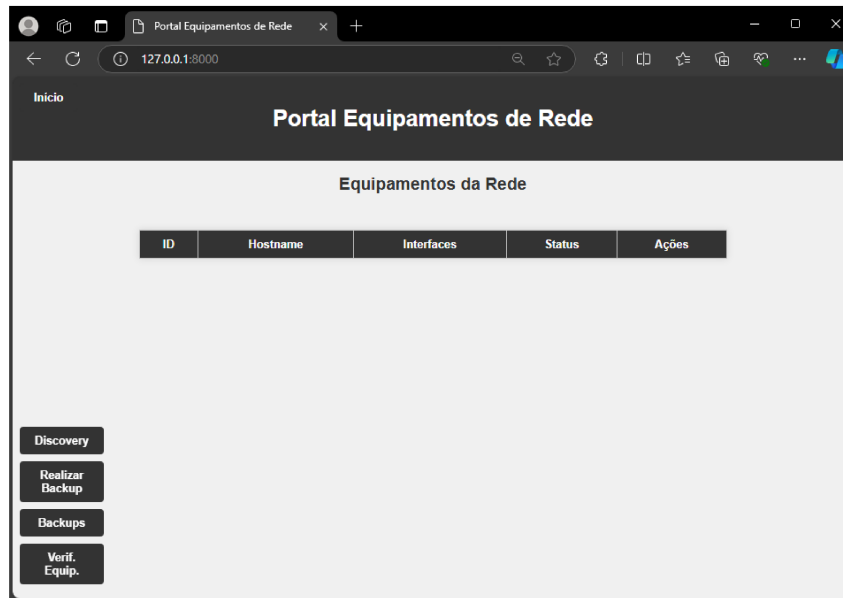 Portal Equipamentos de Rede
127.0.0.1:8000
Inicio
Portal Equipamentos de Rede
Equipamentos da Rede
ID Hostname Interfaces Status Ações
Discovery
Realizar
Backup
Backups
Verif.
Equip.